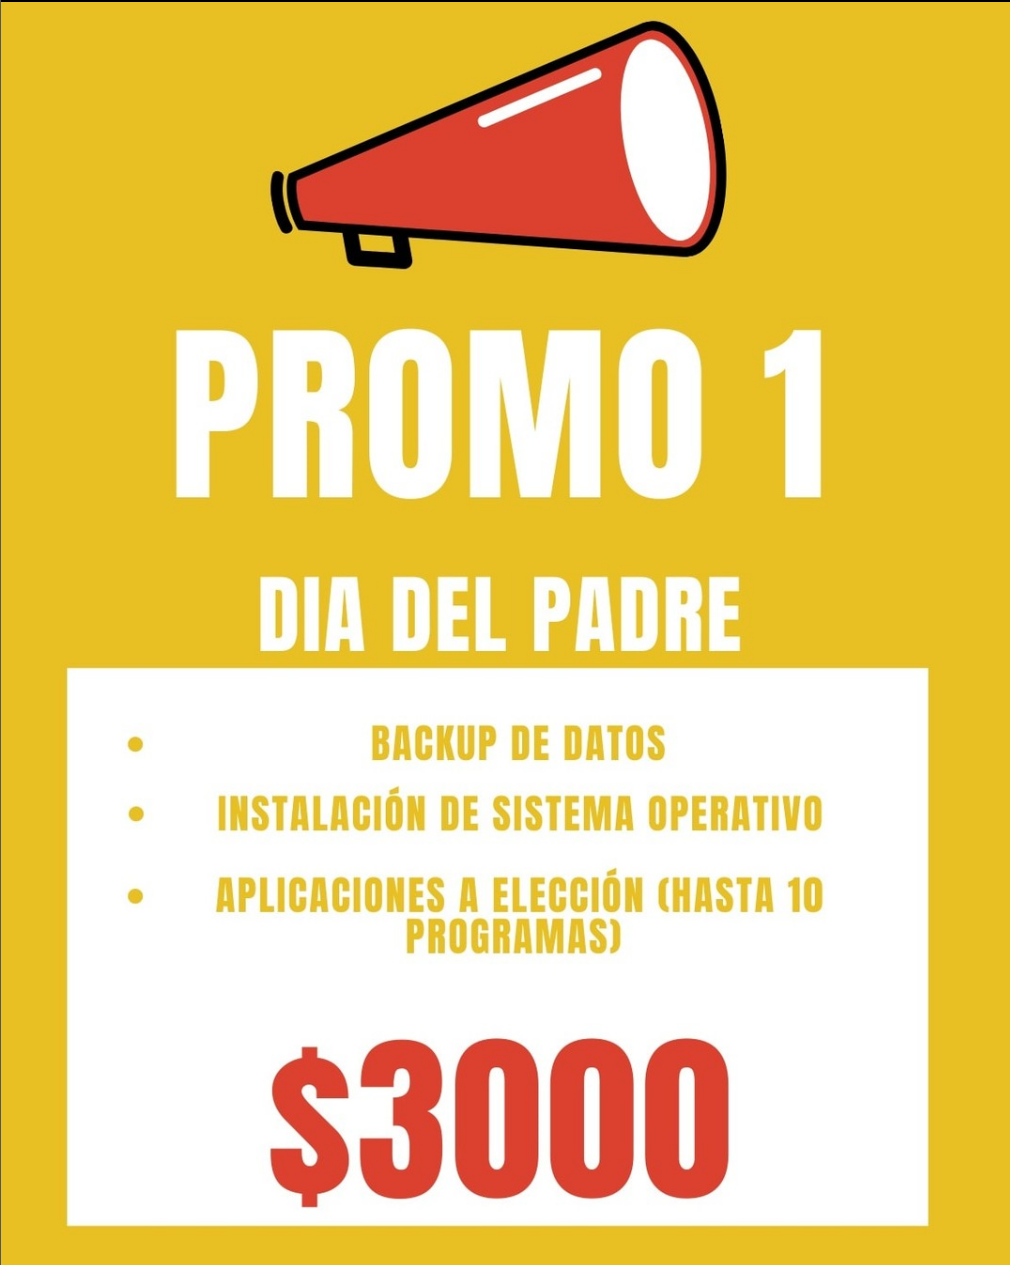 PROMO 1
DIA DEL PADRE
• BACKUP DE DATOS
• INSTALACIÓN DE SISTEMA OPERATIVO
• APLICACIONES A ELECCIÓN (HASTA 10
PROGRAMAS)
$3000